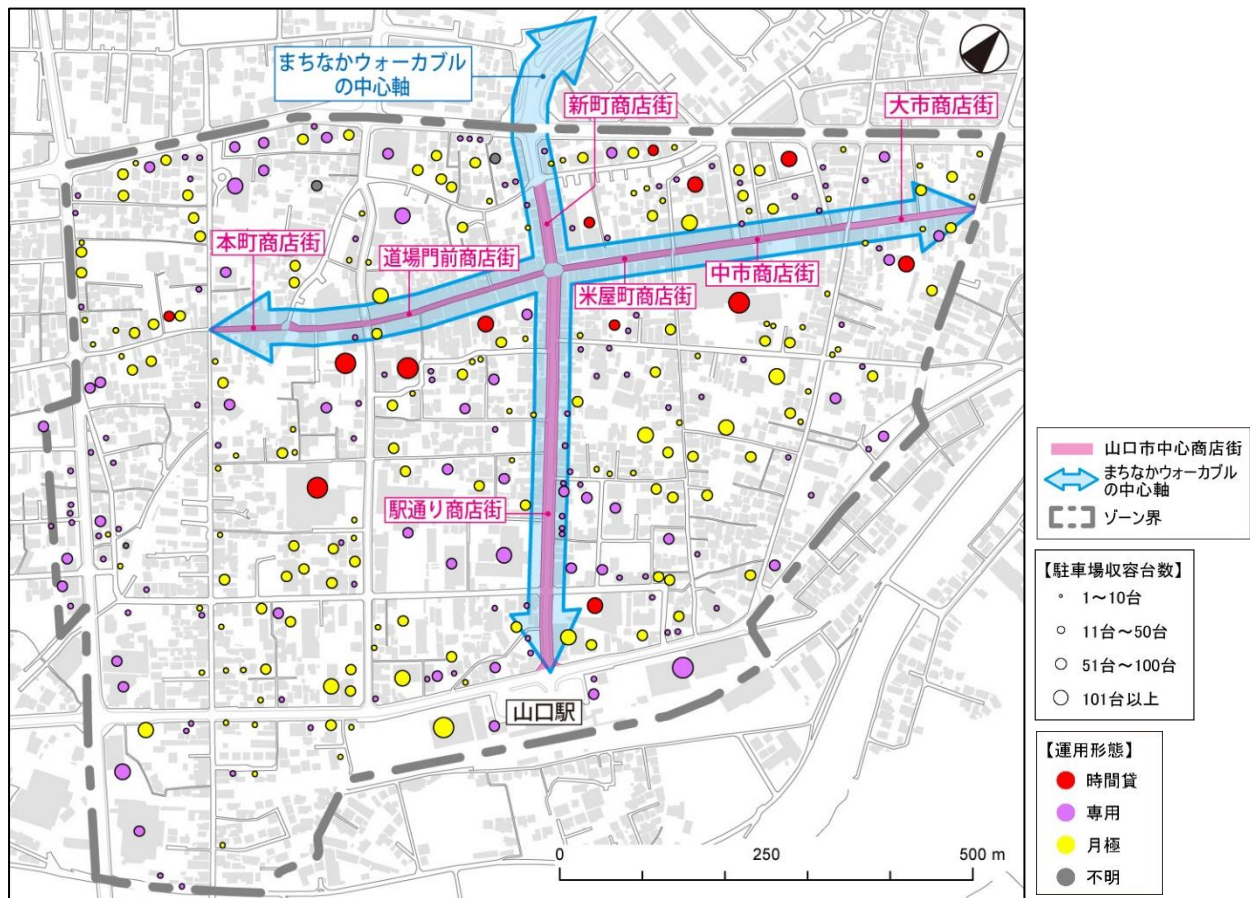 まちなかウォーカブル
の中心軸
新町商店街
大市商店街
本町商店街
道場門前商店街
中市商店街
米屋町商店街
駅通り商店街
山口駅
0 250 500 m
山口市中心商店街
まちなかウォーカブル
の中心軸
ゾーン界
【駐車場収容台数】
1～10台
11台～50台
51台～100台
101台以上
【運用形態】
時間貸
専用
月極
不明